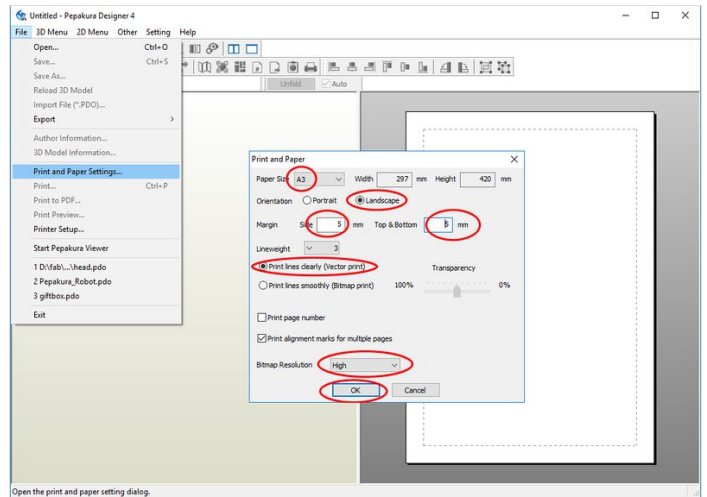 Untitled - Pepakura Designer 4
File 3D Menu 2D Menu Other Setting Help
Open... Ctrl+O
Save... Ctrl+S
Save As...
Reload 3D Model
Import File (*.PDO)...
Export
Author Information...
3D Model Information...
Print and Paper Settings...
Print... Ctrl+P
Print to PDF...
Print Preview...
Printer Setup...
Start Pepakura Viewer
1 D:\fab\...\head.pdo
2 Pepakura_Robot.pdo
3 giftbox.pdo
Exit
Unfold Auto
Print and Paper
Paper Size A3 Width 297 mm Height 420 mm
Orientation Portrait Landscape
Margin Side 5 mm Top & Bottom 5 mm
Lineweight 3
Print lines clearly (Vector print) Transparency
Print lines smoothly (Bitmap print) 100% 0%
Print page number
Print alignment marks for multiple pages
Bitmap Resolution High
OK Cancel
Open the print and paper setting dialog.